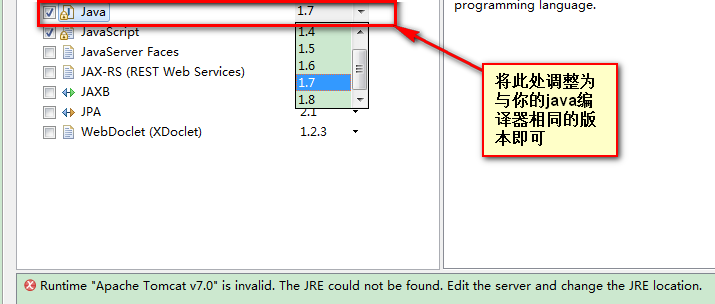 programming language.
Java 1.7
JavaScript 1.4
JavaServer Faces 1.5
1.6
JAX-RS (REST Web Services) 1.7
JAXB 1.8
JPA 2.1
WebDoclet (XDoclet) 1.2.3
将此处调整为
与你的java编
译器相同的版
本即可
Runtime "Apache Tomcat v7.0" is invalid. The JRE could not be found. Edit the server and change the JRE location.